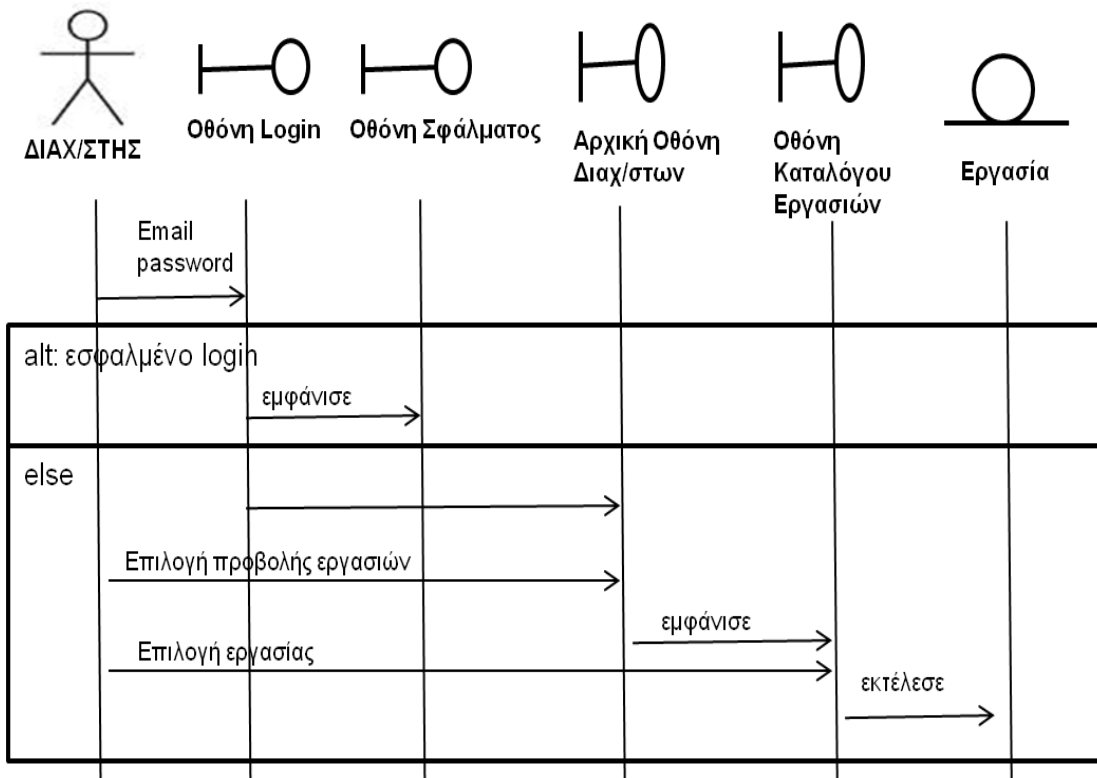 ΔΙΑΧ/ΣΤΗΣ
Οθόνη Login
Οθόνη Σφάλματος
Αρχική Οθόνη
Διαχ/στων
Οθόνη
Καταλόγου
Εργασιών
Εργασία
Email
password
alt: εσφαλμένο login
εμφάνισε
else
Επιλογή προβολής εργασιών
εμφάνισε
Επιλογή εργασίας
εκτέλεσε